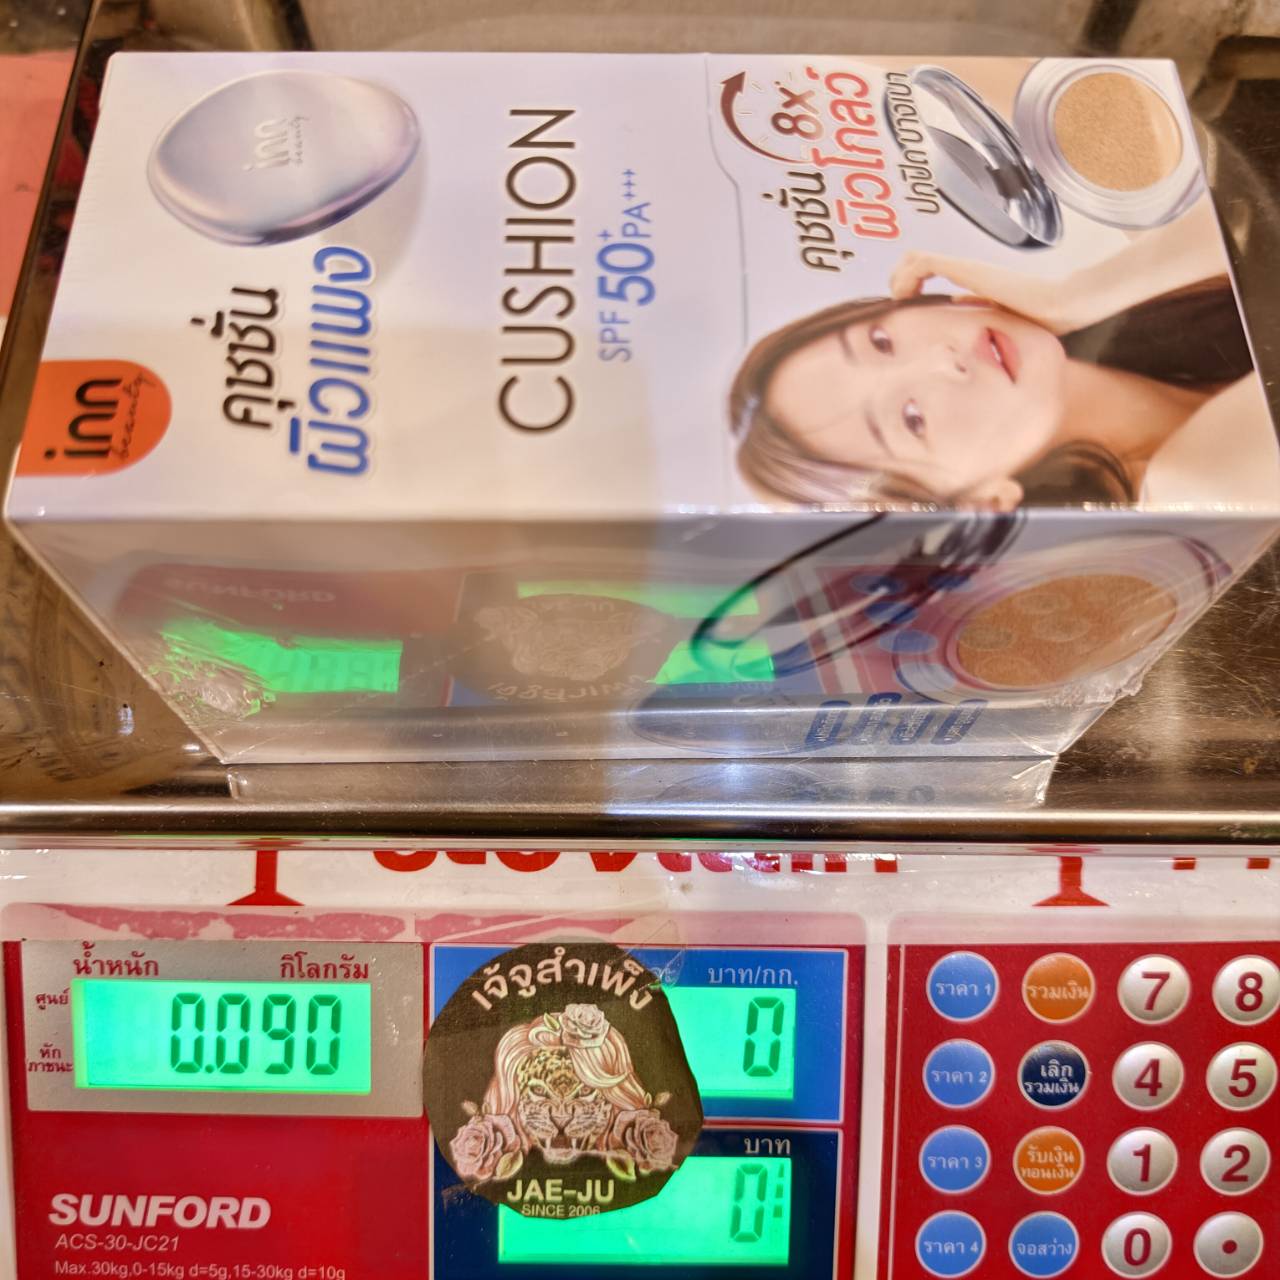 inn
beauty
inn
beauty
คุชชั่น
ผิวแพง
CUSHION
SPF 50+ PA+++
คุชชั่น 8x
ผิวโกลว์
ปกปิด บางเบา
SUNFORD
น้ำหนัก กิโลกรัม
ศูนย์
หัก
ภาชนะ
0.090
เจ้จูสำเพ็ง
JAE-JU
SINCE 2006
บาท/กก.
0
บาท
0
SUNFORD
ACS-30-JC21
Max.30kg,0-15kg d=5g,15-30kg d=10g
ราคา 1 รวมเงิน 7 8
ราคา 2 เลิกรวมเงิน 4 5
ราคา 3 รับเงินทอนเงิน 1 2
ราคา 4 จอสว่าง 0 •